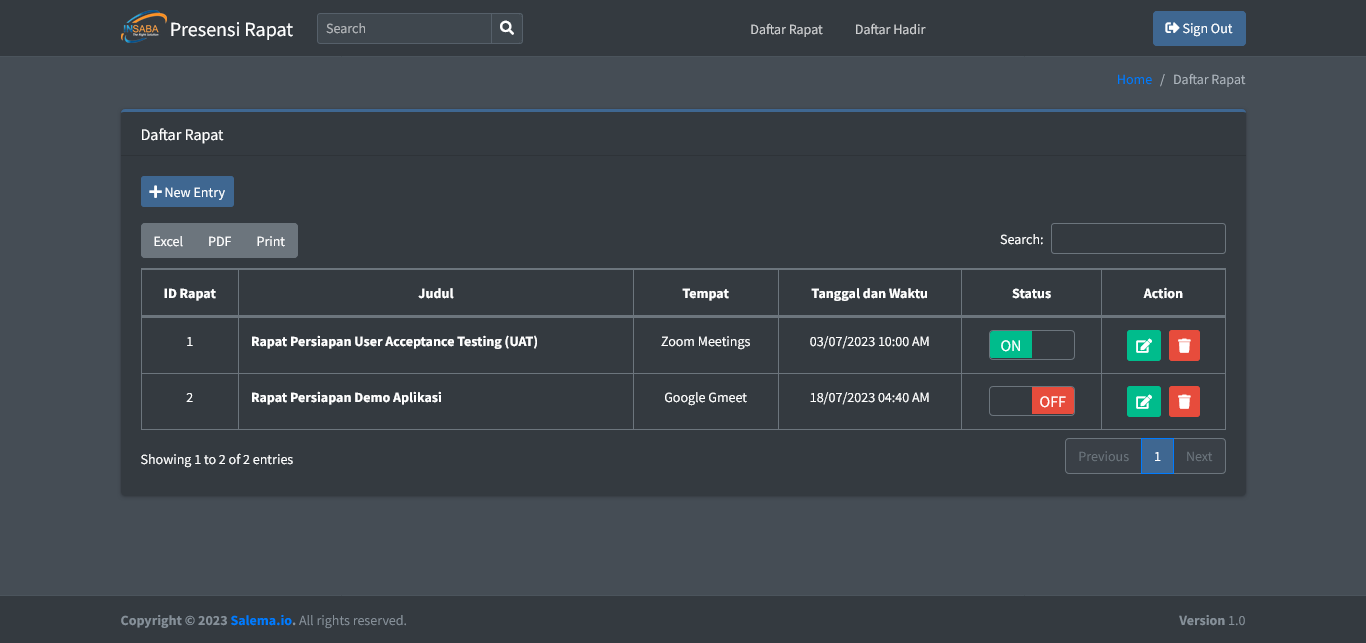 INSABA
Presensi Rapat
Search
Daftar Rapat
Daftar Hadir
Sign Out
Home / Daftar Rapat
Daftar Rapat
New Entry
Excel PDF Print
Search:
ID Rapat Judul Tempat Tanggal dan Waktu Status Action
1 Rapat Persiapan User Acceptance Testing (UAT) Zoom Meetings 03/07/2023 10:00 AM ON
2 Rapat Persiapan Demo Aplikasi Google Gmeet 18/07/2023 04:40 AM OFF
Showing 1 to 2 of 2 entries
Previous 1 Next
Copyright © 2023 Salema.io. All rights reserved.
Version 1.0